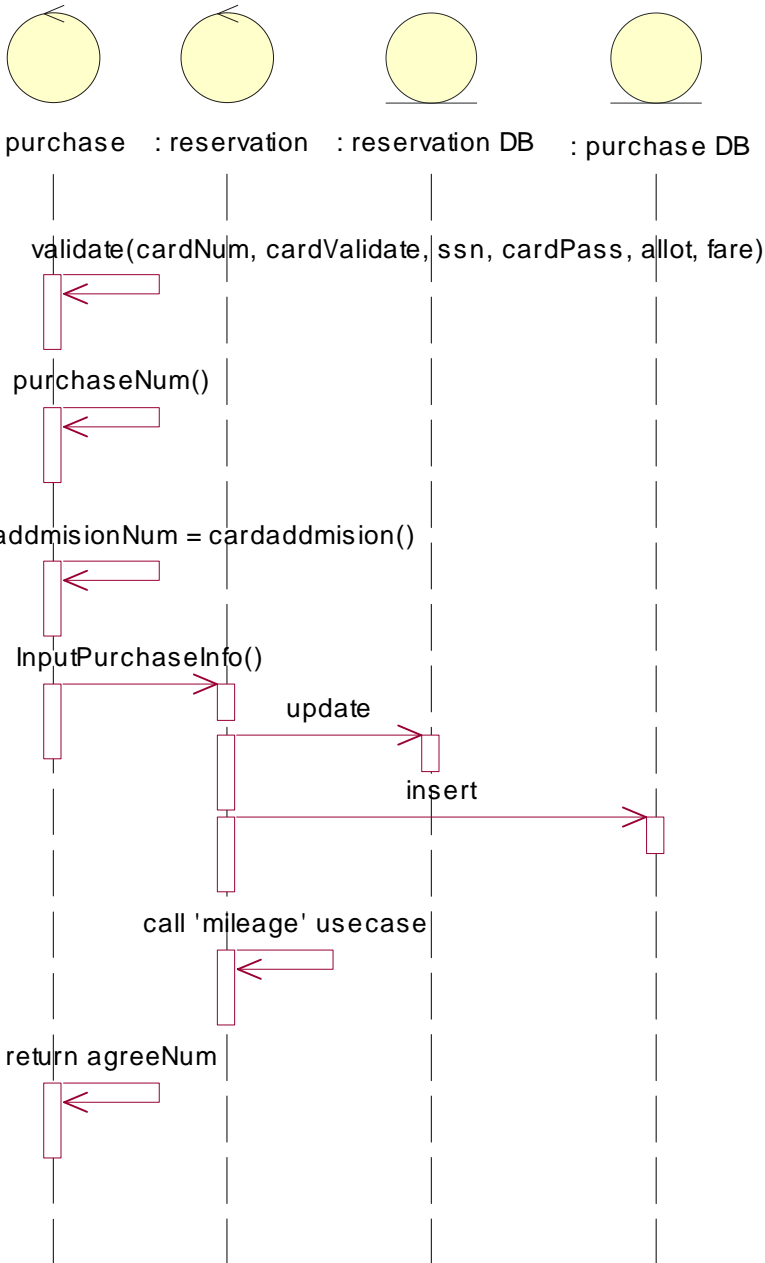 purchase
: reservation
: reservation DB
: purchase DB
validate(cardNum, cardValidate, ssn, cardPass, allot, fare)
purchaseNum()
addmisionNum = cardaddmision()
InputPurchaseInfo()
update
insert
call 'mileage' usecase
return agreeNum